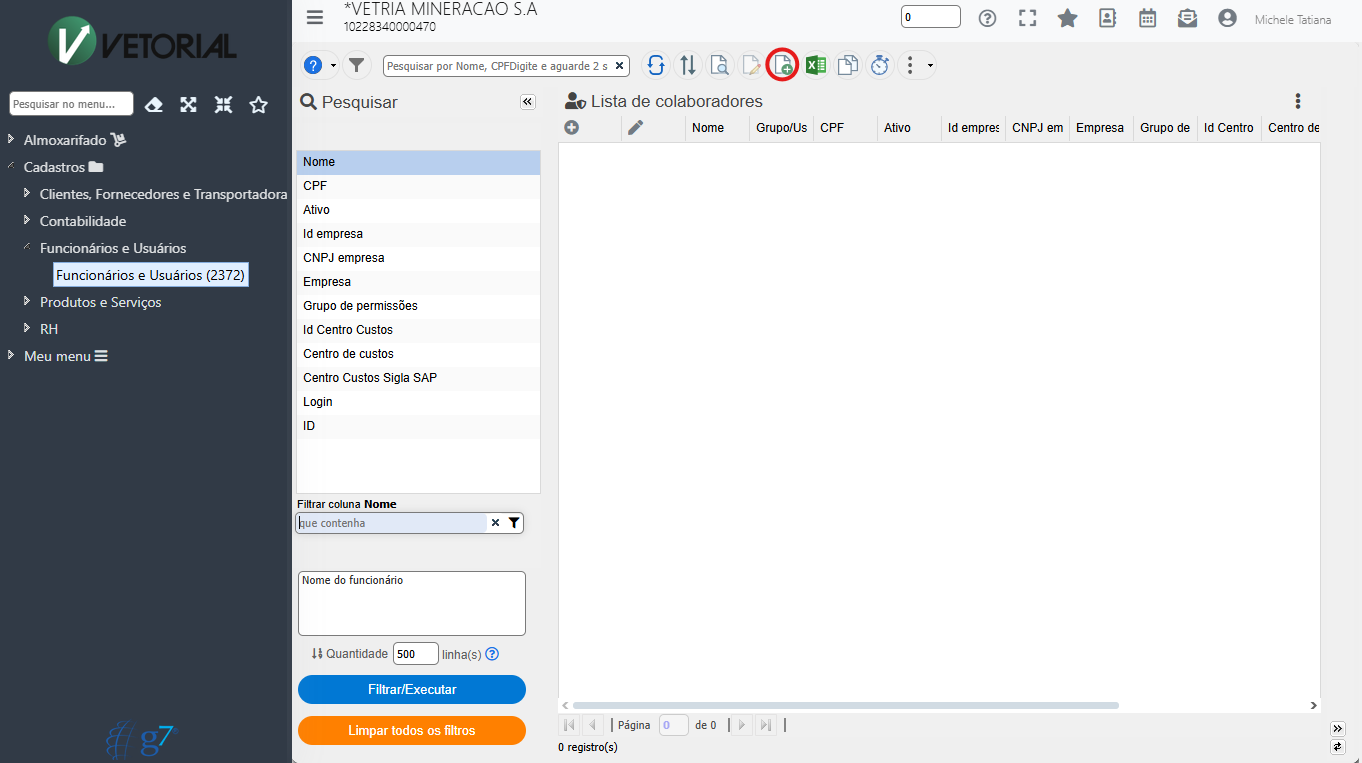 VETORIAL
Pesquisar no menu...
Almoxarifado
Cadastros
Clientes, Fornecedores e Transportadora
Contabilidade
Funcionários e Usuários
Funcionários e Usuários (2372)
Produtos e Serviços
RH
Meu menu
g7
*VETRIA MINERACAO S.A
10228340000470
0
Michele Tatiana
Pesquisar por Nome, CPFDigite e aguarde 2 s
Pesquisar
Nome
CPF
Ativo
Id empresa
CNPJ empresa
Empresa
Grupo de permissões
Id Centro Custos
Centro de custos
Centro Custos Sigla SAP
Login
ID
Filtrar coluna Nome
que contenha
Nome do funcionário
Quantidade 500 linha(s)
Filtrar/Executar
Limpar todos os filtros
Lista de colaboradores
Nome Grupo/Us CPF Ativo Id empres CNPJ em Empresa Grupo de Id Centro Centro de
Página 0 de 0
0 registro(s)